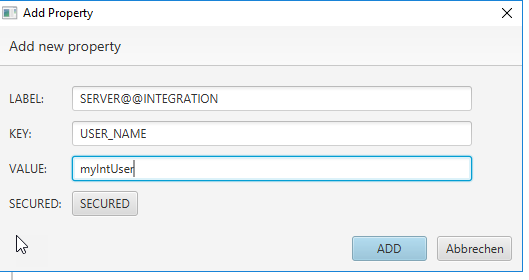 Add Property
Add new property
LABEL: SERVER@@INTEGRATION
KEY: USER_NAME
VALUE: myIntUser
SECURED: SECURED
ADD Abbrechen